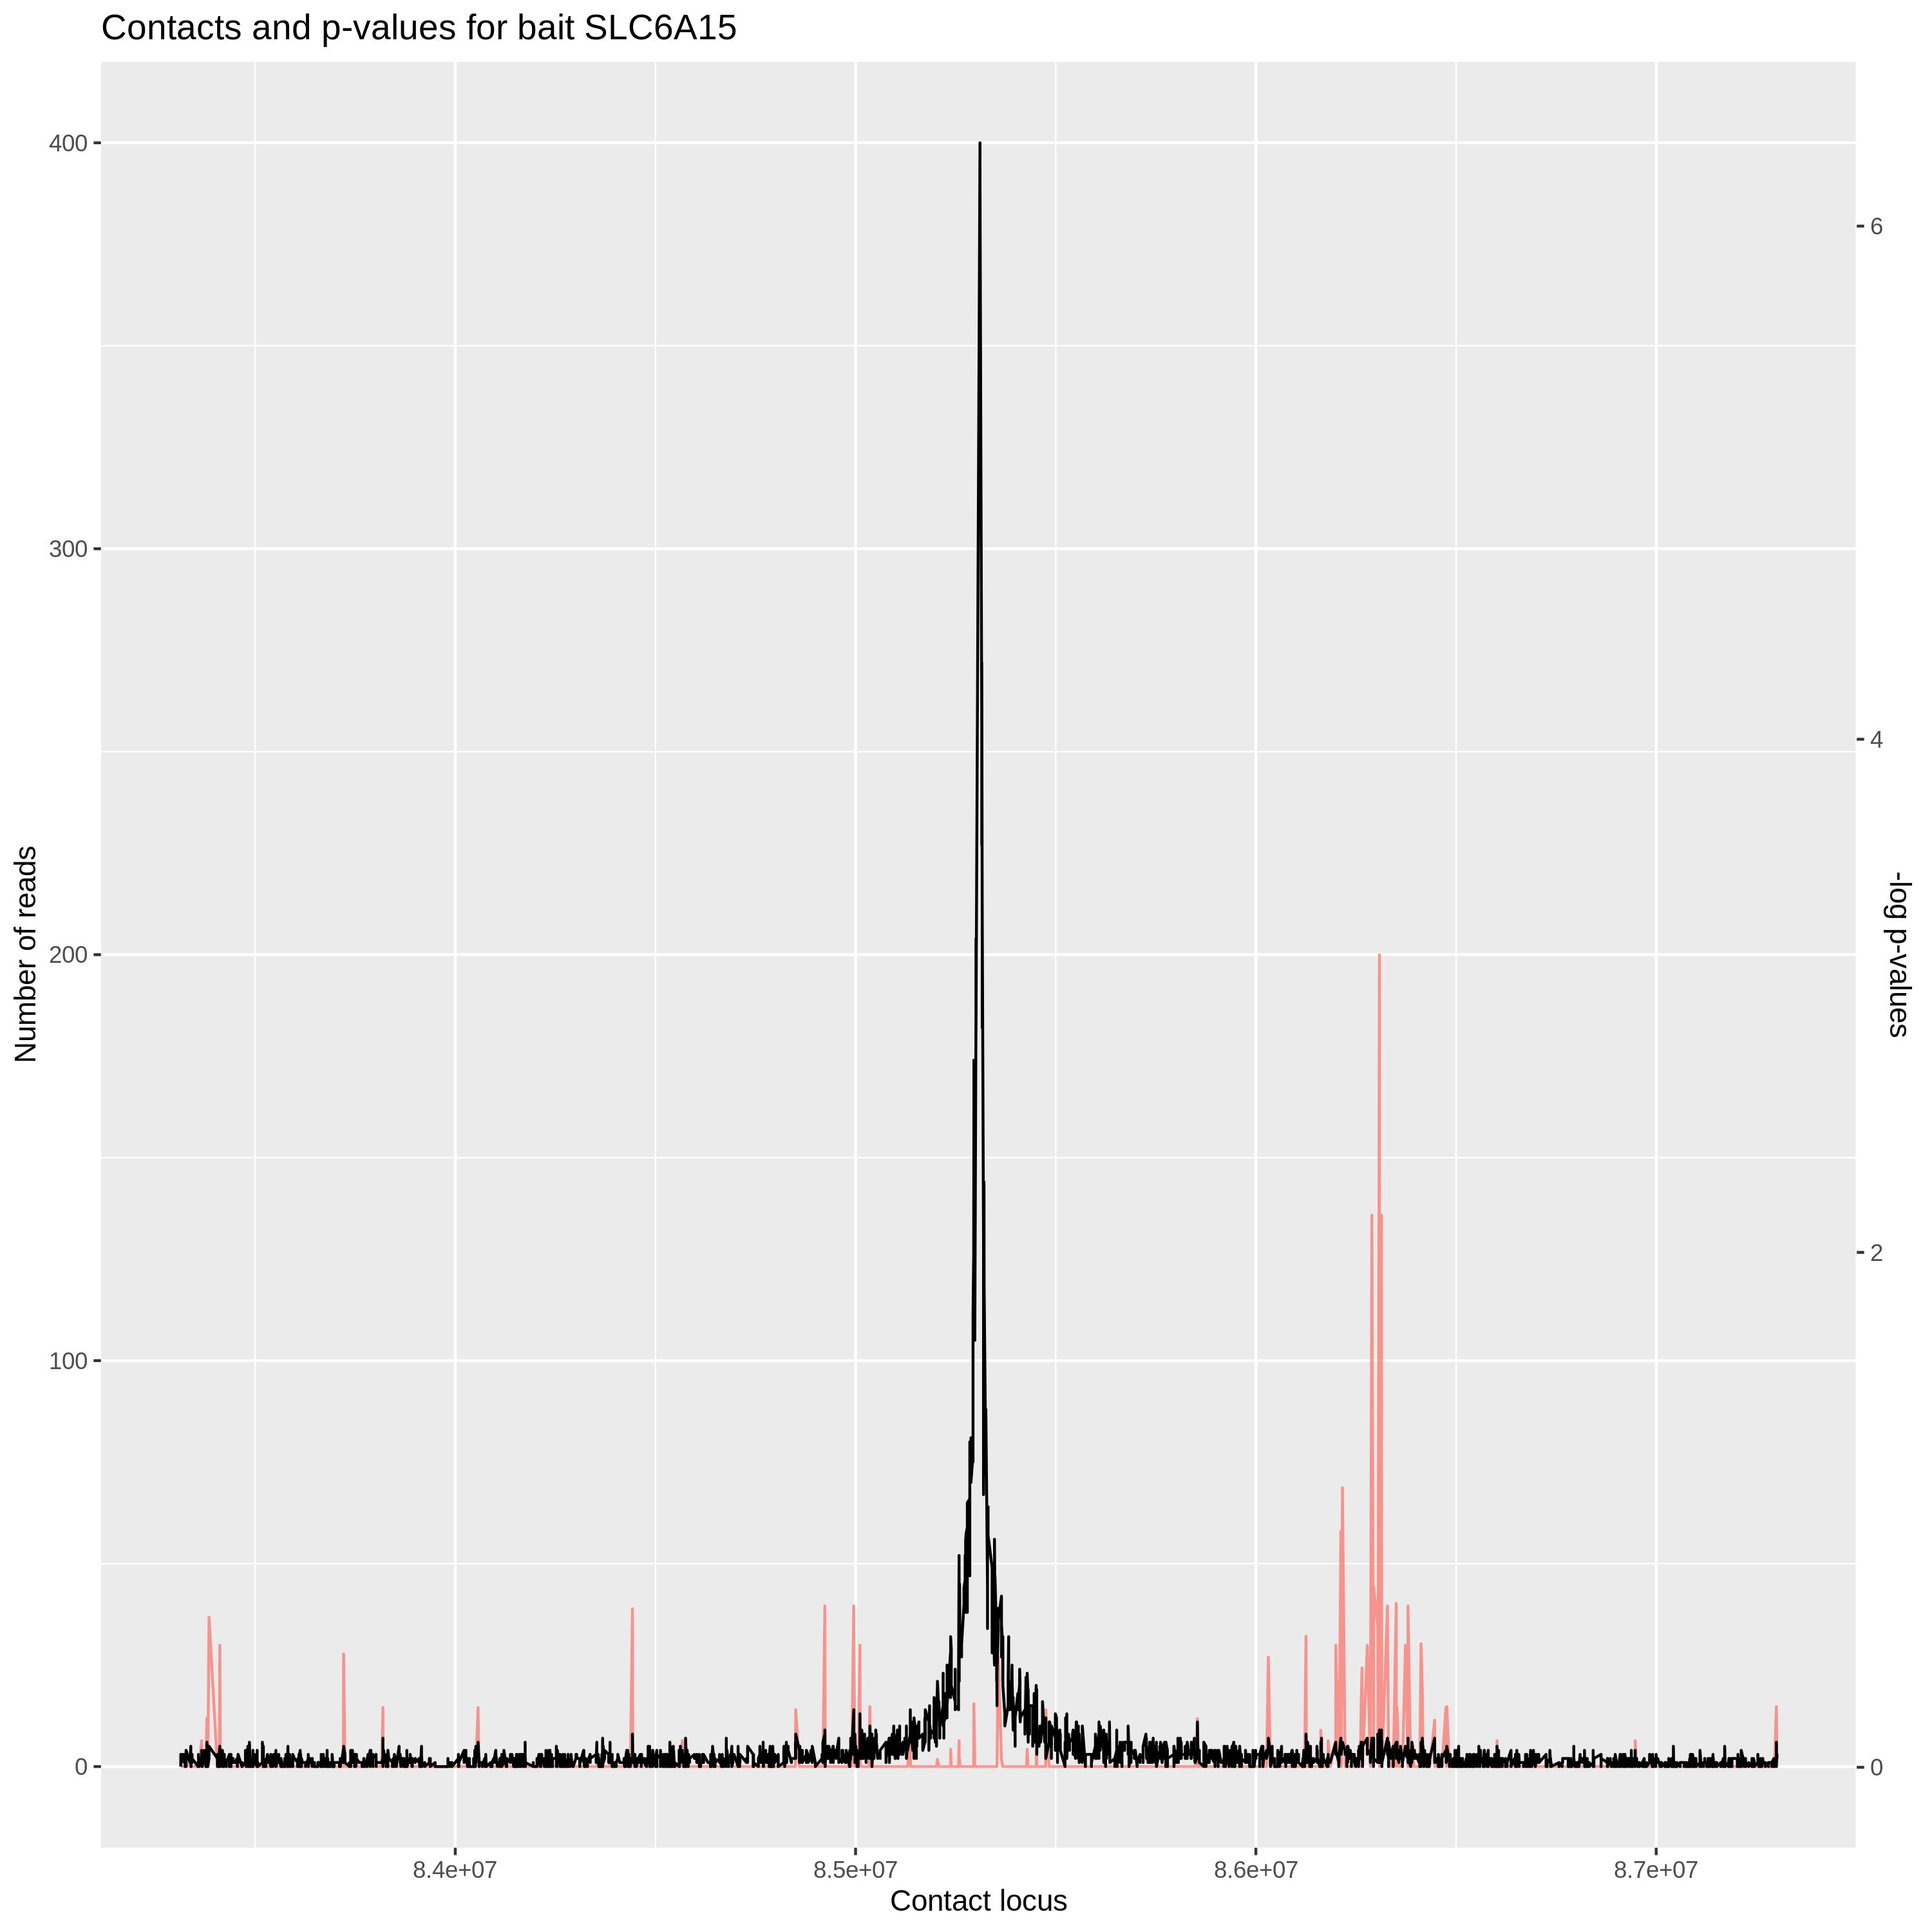 Contacts and p-values for bait SLC6A15
400
300
200
100
0
Number of reads
6
4
2
0
-log p-values
8.4e+07
8.5e+07
8.6e+07
8.7e+07
Contact locus